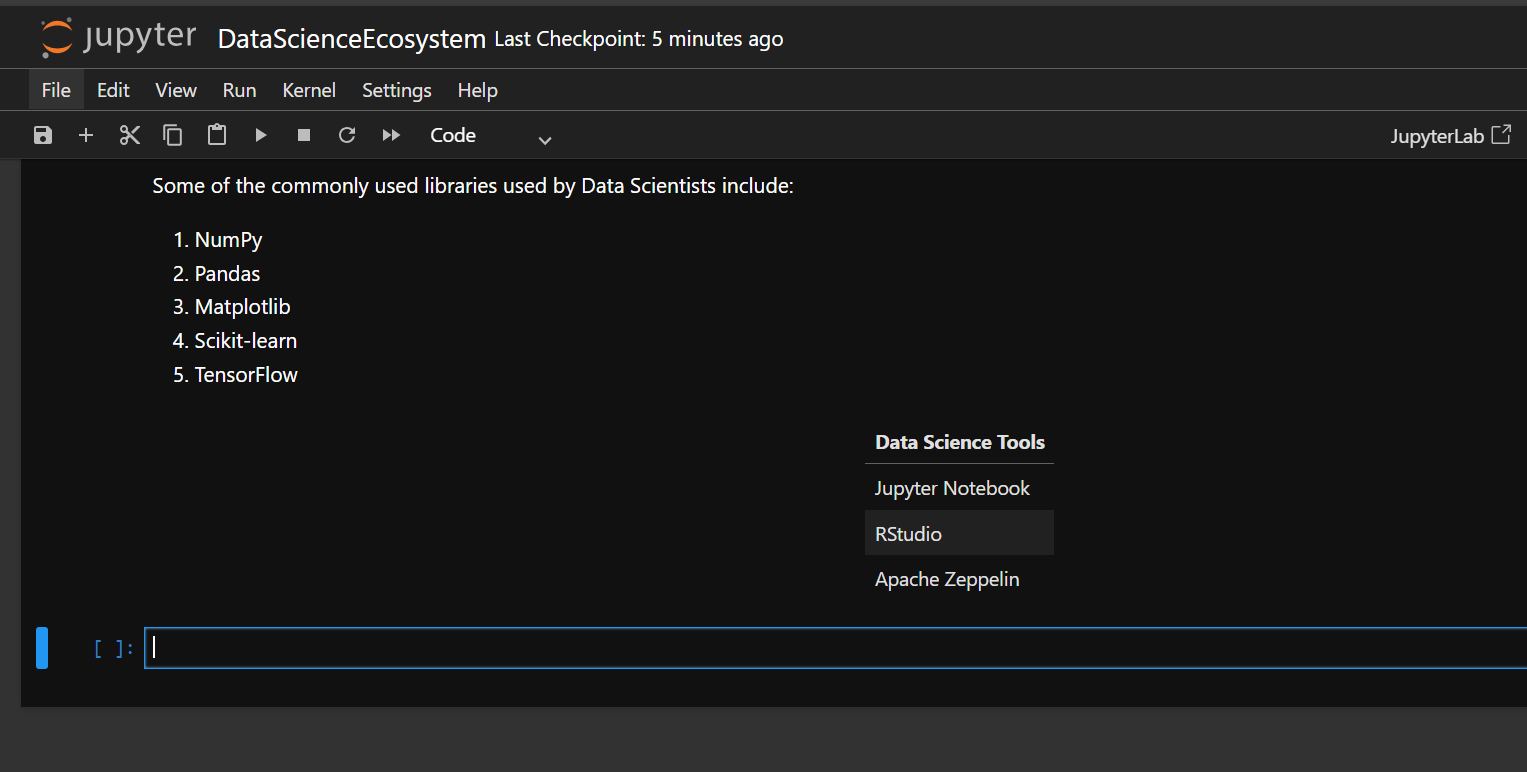 jupyter DataScienceEcosystem Last Checkpoint: 5 minutes ago
File Edit View Run Kernel Settings Help
Code JupyterLab
Some of the commonly used libraries used by Data Scientists include:
1. NumPy
2. Pandas
3. Matplotlib
4. Scikit-learn
5. TensorFlow
Data Science Tools
Jupyter Notebook
RStudio
Apache Zeppelin
[ ]: